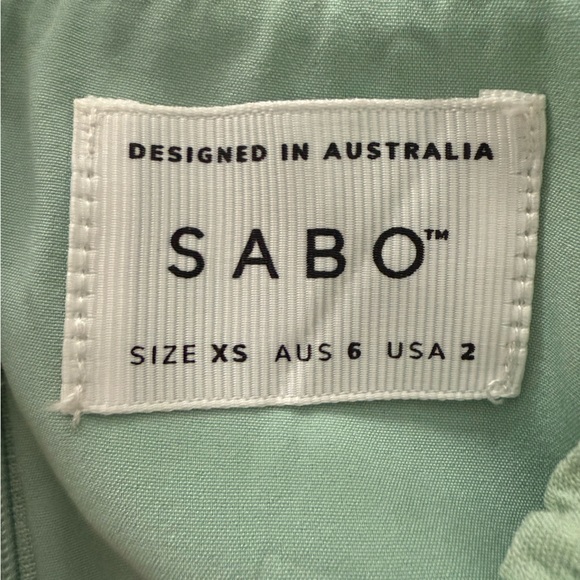 DESIGNED IN AUSTRALIA
SABO™
SIZE XS AUS 6 USA 2